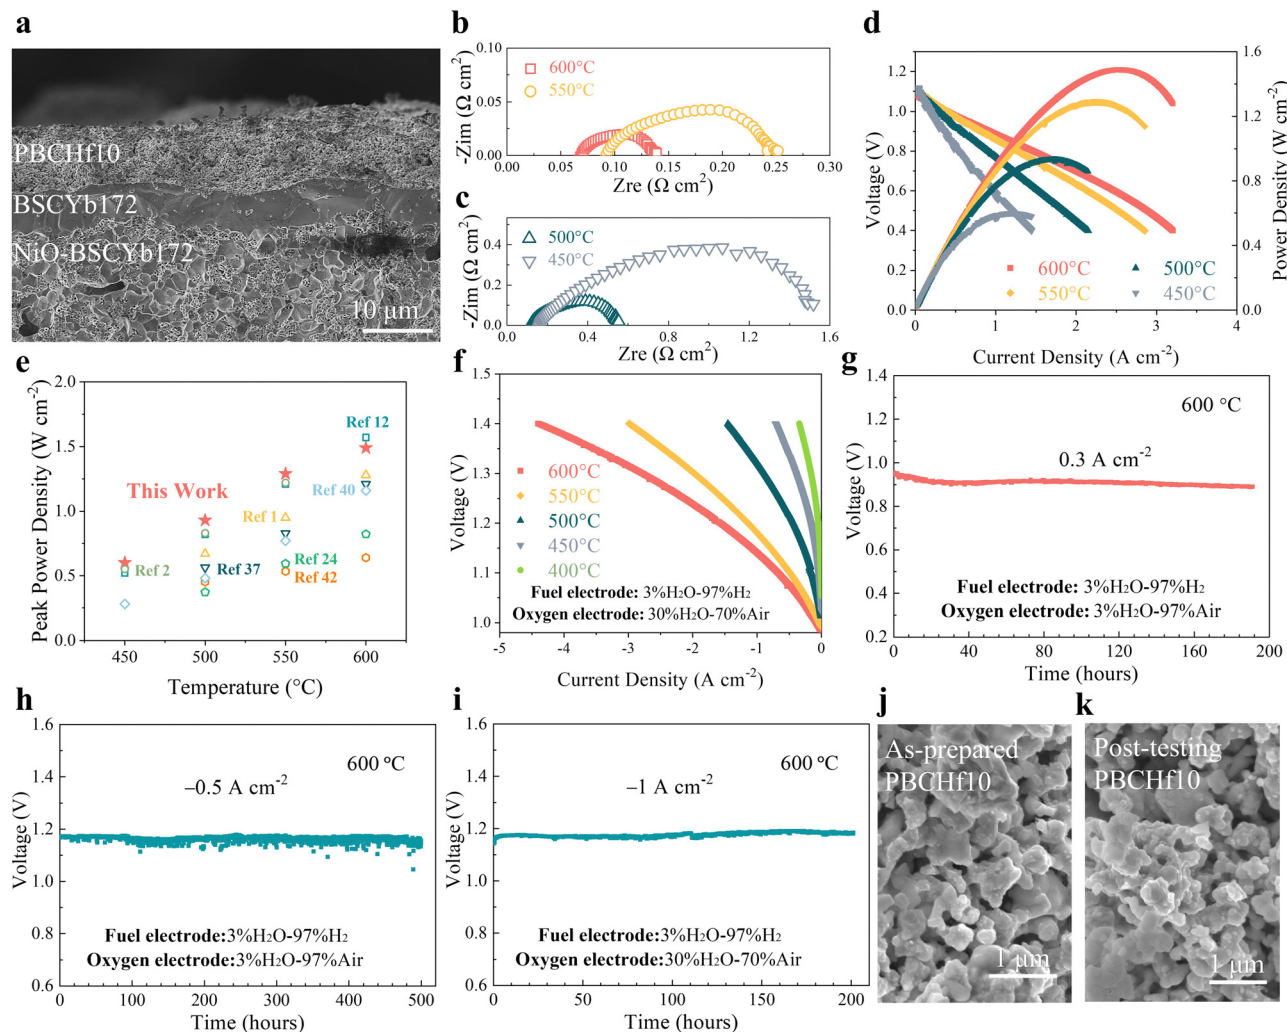 a
PBCHf10
BSCYb172
NiO-BSCYb172
10 μm
b
0.10
0.05
0.00
-Zim (Ω cm²)
600°C
550°C
0.00 0.05 0.10 0.15 0.20 0.25 0.30
Zre (Ω cm²)
c
0.4
0.2
0.0
-Zim (Ω cm²)
500°C
450°C
0.0 0.4 0.8 1.2 1.6
Zre (Ω cm²)
d
1.2
1.0
0.8
0.6
0.4
0.2
0.0
Voltage (V)
600°C 500°C
550°C 450°C
1.6
1.4
1.2
1.0
0.8
0.6
0.4
0.2
0.0
Power Density (W cm⁻²)
0 1 2 3 4
Current Density (A cm⁻²)
e
2.0
1.5
1.0
0.5
0.0
Peak Power Density (W cm⁻²)
Ref 12
This Work
Ref 40
Ref 1
Ref 2
Ref 37
Ref 24
Ref 42
450 500 550 600
Temperature (°C)
f
1.5
1.4
1.3
1.2
1.1
1.0
Voltage (V)
600°C
550°C
500°C
450°C
400°C
Fuel electrode: 3%H₂O-97%H₂
Oxygen electrode: 30%H₂O-70%Air
-5 -4 -3 -2 -1 0
Current Density (A cm⁻²)
g
1.4
1.2
1.0
0.8
0.6
0.4
0.2
Voltage (V)
600 °C
0.3 A cm⁻²
Fuel electrode: 3%H₂O-97%H₂
Oxygen electrode: 3%H₂O-97%Air
0 40 80 120 160 200
Time (hours)
h
1.6
1.4
1.2
1.0
0.8
0.6
Voltage (V)
600 °C
–0.5 A cm⁻²
Fuel electrode:3%H₂O-97%H₂
Oxygen electrode:3%H₂O-97%Air
0 100 200 300 400 500
Time (hours)
i
1.6
1.4
1.2
1.0
0.8
0.6
Voltage (V)
600 °C
–1 A cm⁻²
Fuel electrode:3%H₂O-97%H₂
Oxygen electrode:30%H₂O-70%Air
0 50 100 150 200
Time (hours)
j
As-prepared
PBCHf10
1 μm
k
Post-testing
PBCHf10
1 μm